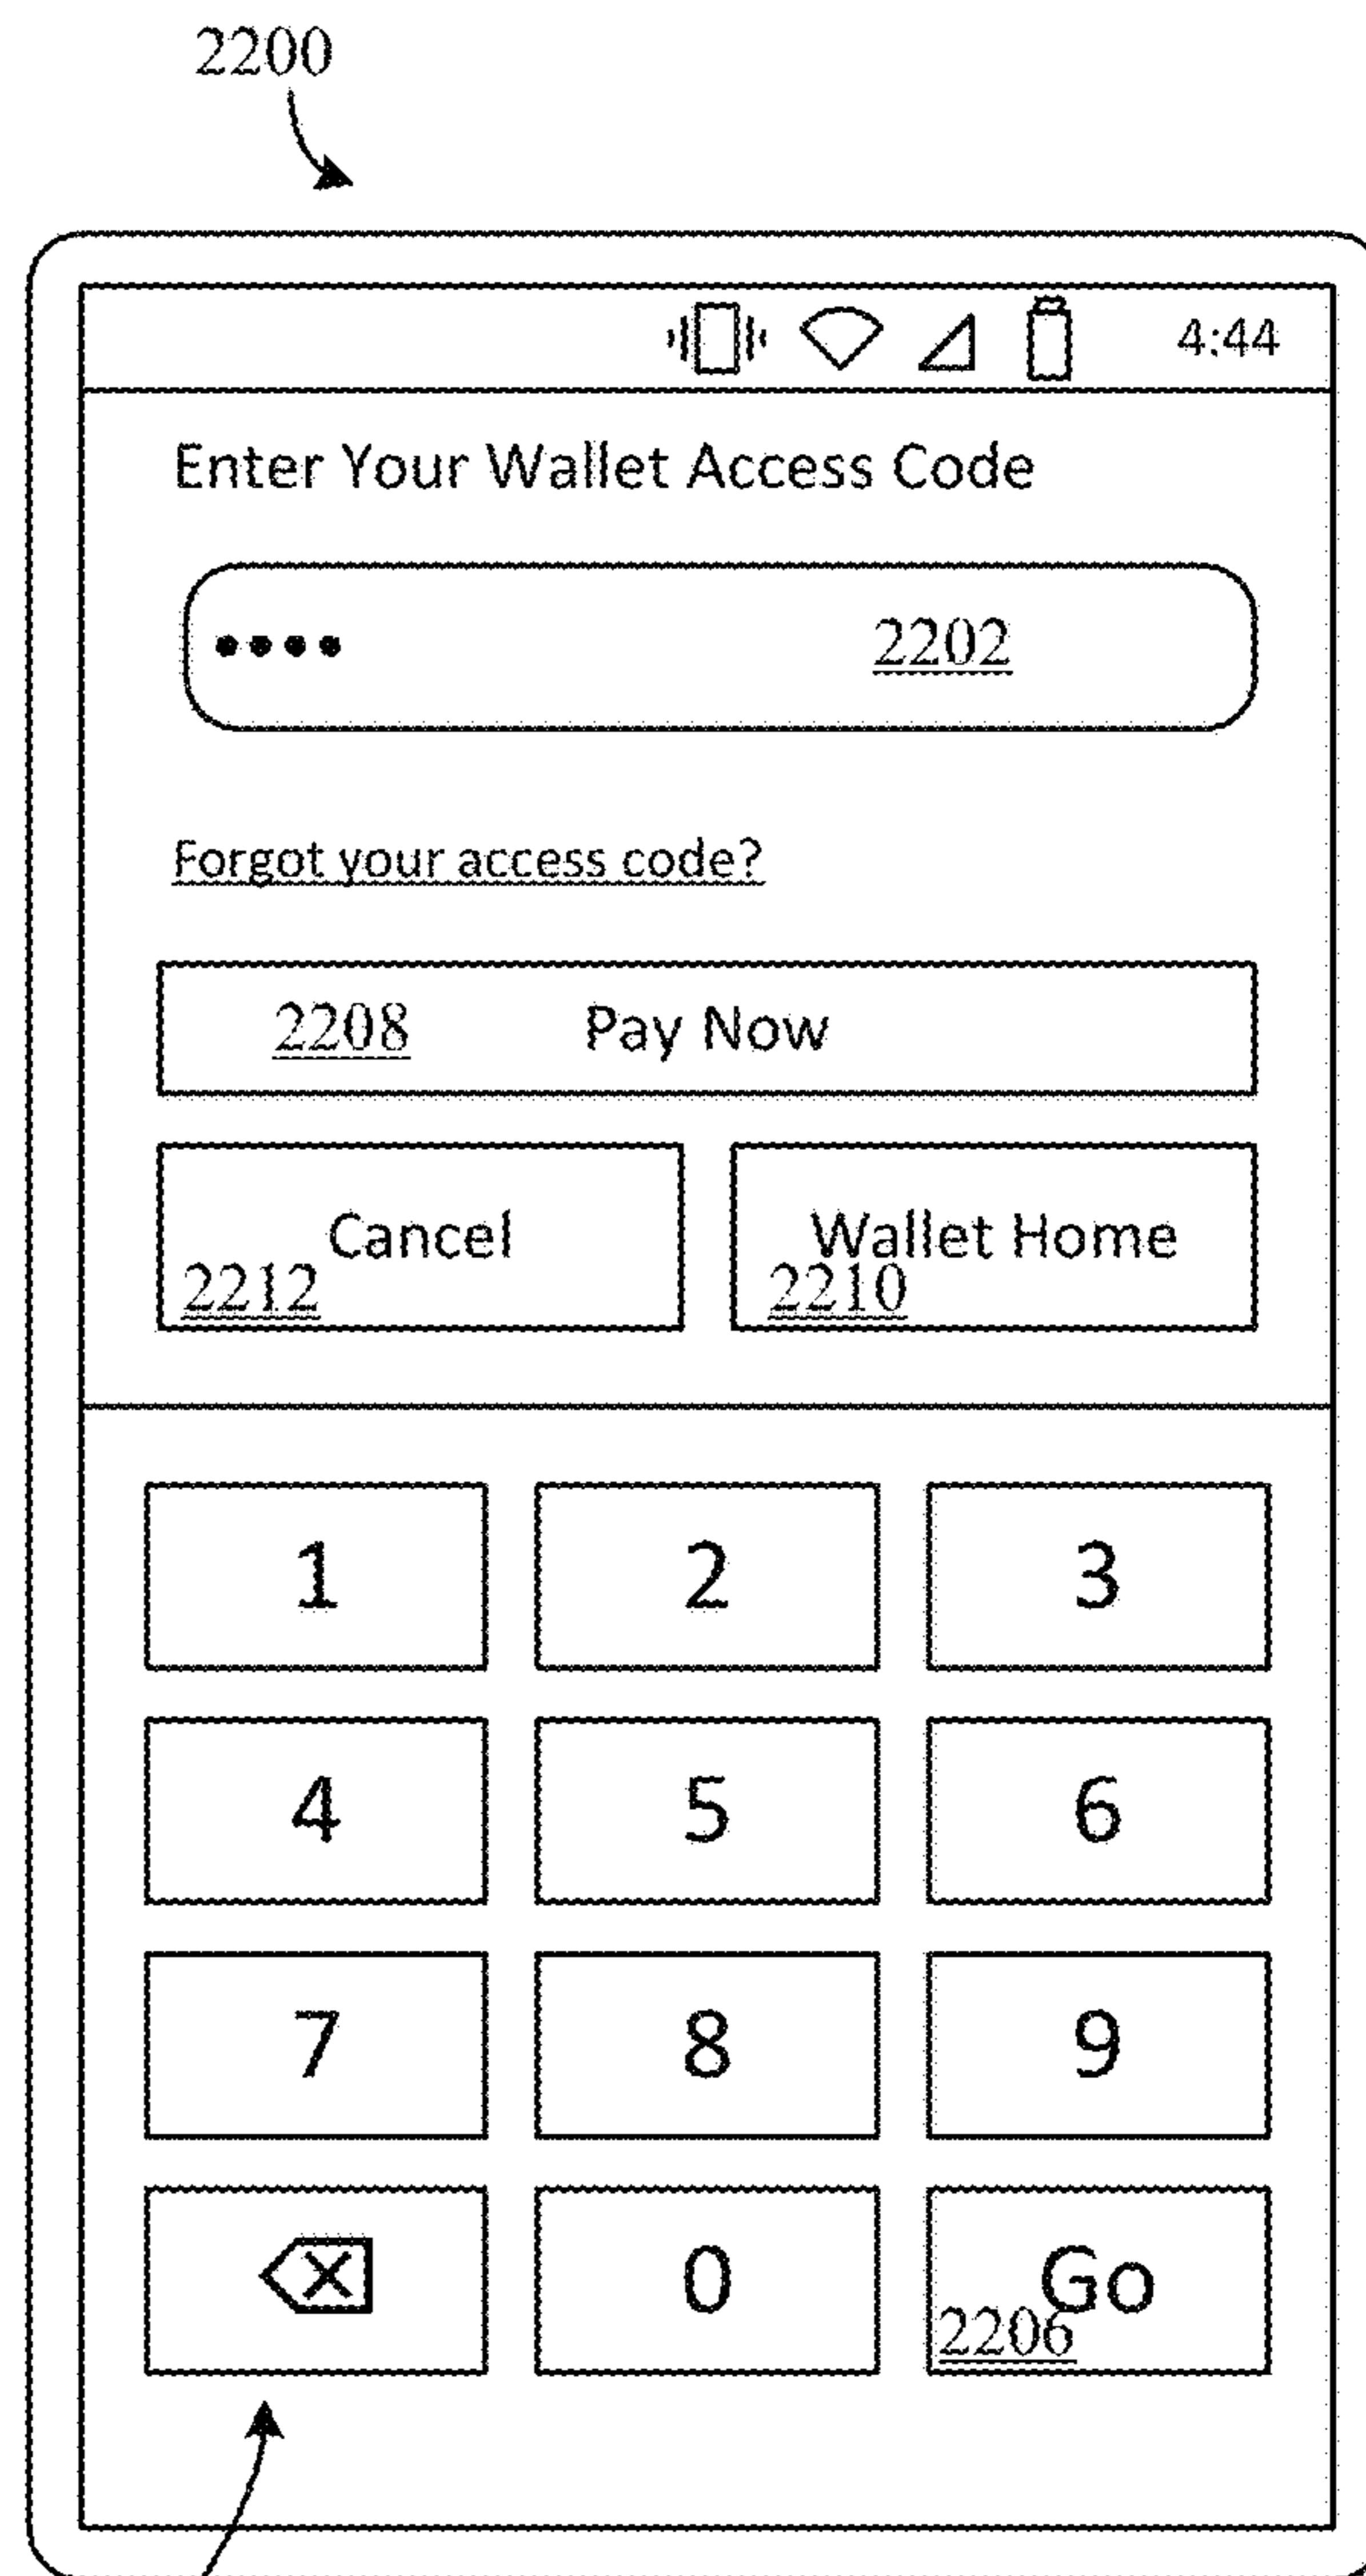 2200
4:44
Enter Your Wallet Access Code
•••• 2202
Forgot your access code?
2208 Pay Now
Cancel Wallet Home
2212 2210
1 2 3
4 5 6
7 8 9
0 Go
2206